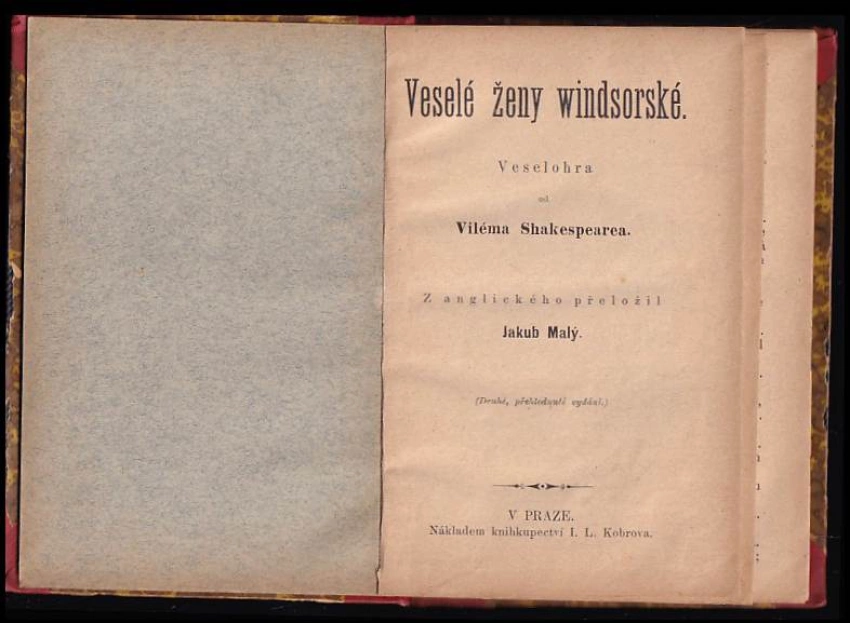 Veselé ženy windsorské.
Veselohra
od
Viléma Shakespearea.
Z anglického přeložil
Jakub Malý.
(Druhé, přehlednuté vydání.)
V PRAZE.
Nákladem knihkupectví I. L. Kobrova.